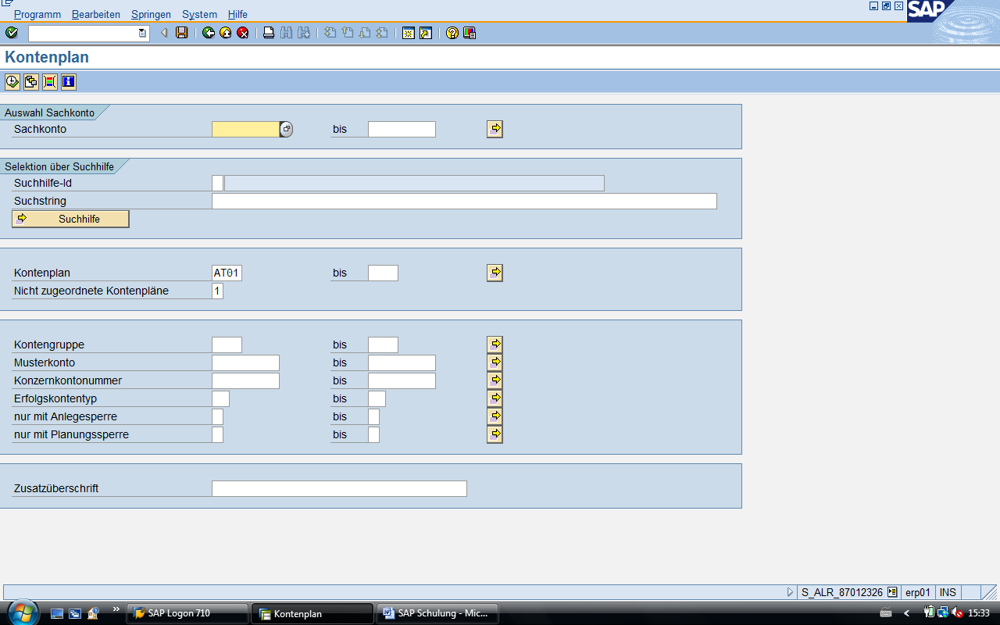 Programm Bearbeiten Springen System Hilfe
SAP
Kontenplan
Auswahl Sachkonto
Sachkonto bis
Selektion über Suchhilfe
Suchhilfe-Id
Suchstring
Suchhilfe
Kontenplan AT01 bis
Nicht zugeordnete Kontenpläne 1
Kontengruppe bis
Musterkonto bis
Konzernkontonummer bis
Erfolgskontentyp bis
nur mit Anlegesperre bis
nur mit Planungssperre bis
Zusatzüberschrift
S_ALR_87012326 erp01 INS
SAP Logon 710 Kontenplan SAP Schulung - Mic... 15:33